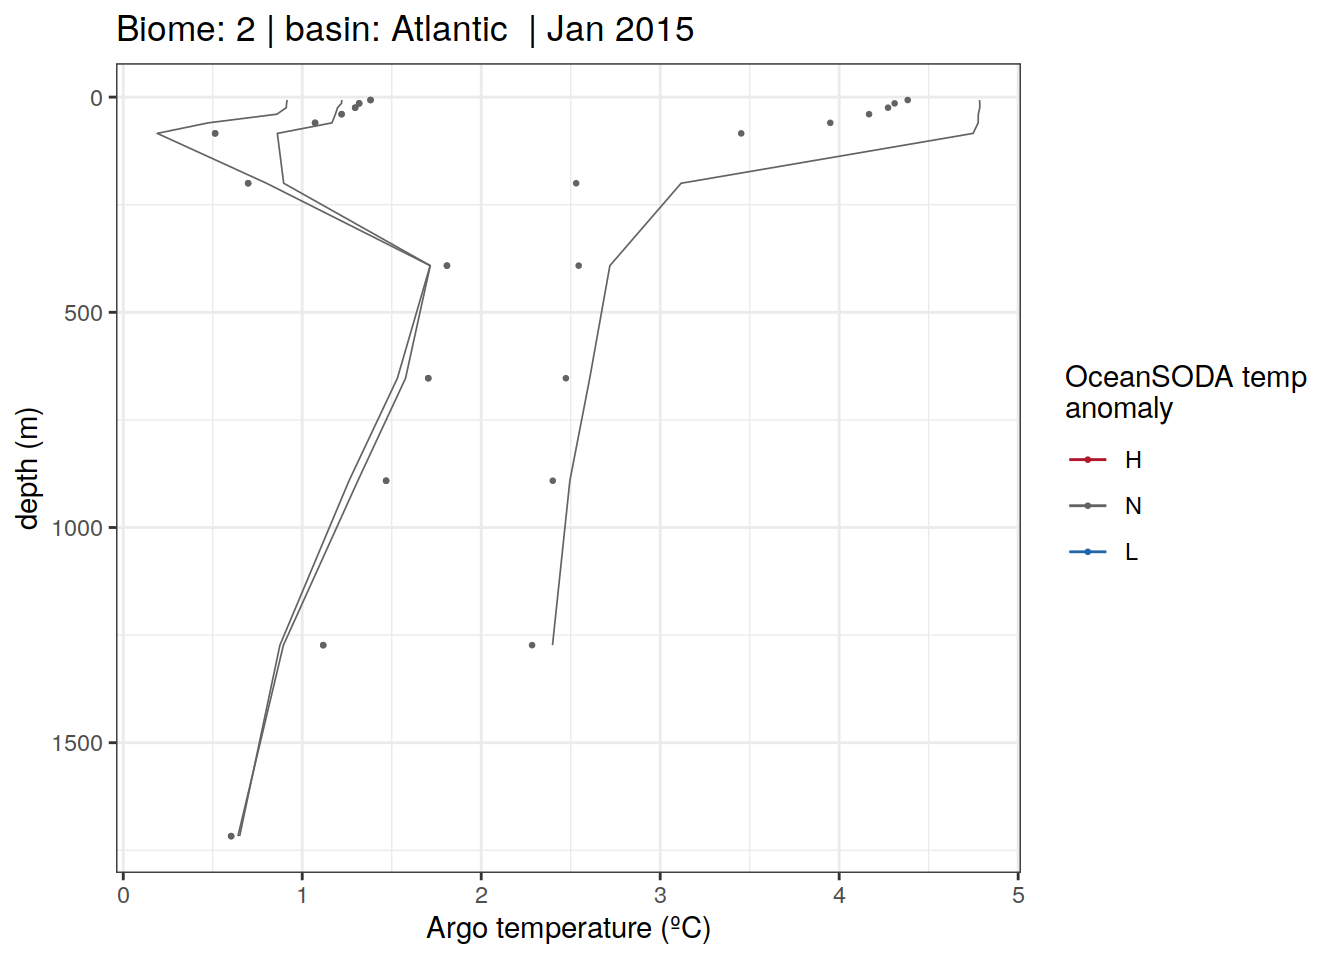 Biome: 2 | basin: Atlantic  | Jan 2015
0
500
1000
1500
depth (m)
0
1
2
3
4
5
Argo temperature (ºC)
OceanSODA temp
anomaly
H
N
L